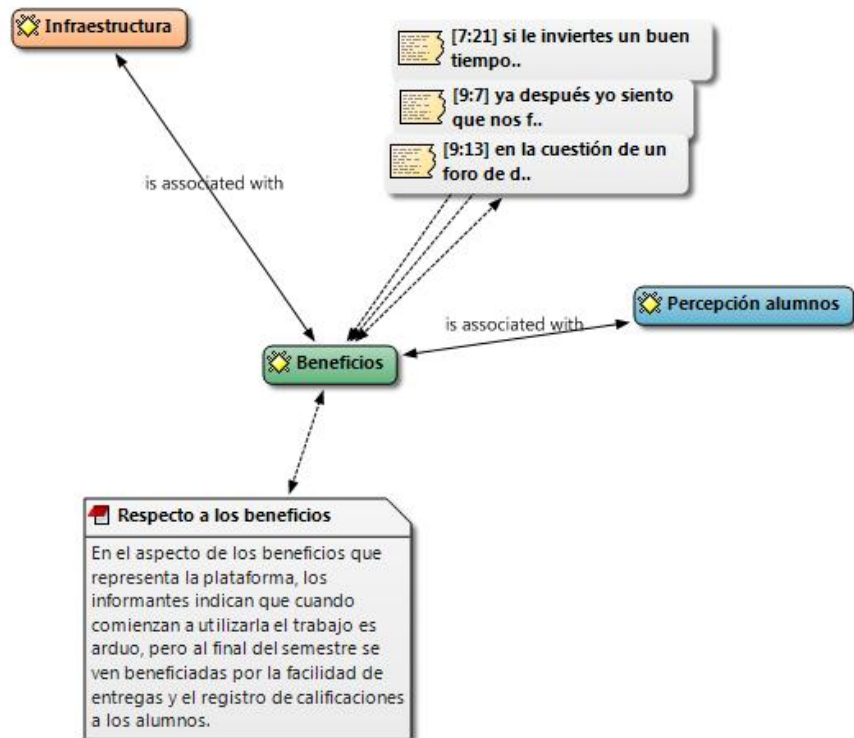 Infraestructura
[7:21] si le inviertes un buen
tiempo..
[9:7] ya después yo siento
que nos f..
[9:13] en la cuestión de un
foro de d..
is associated with
Percepción alumnos
is associated with
Beneficios
Respecto a los beneficios
En el aspecto de los beneficios que
representa la plataforma, los
informantes indican que cuando
comienzan a utilizarla el trabajo es
arduo, pero al final del semestre se
ven beneficiadas por la facilidad de
entregas y el registro de calificaciones
a los alumnos.